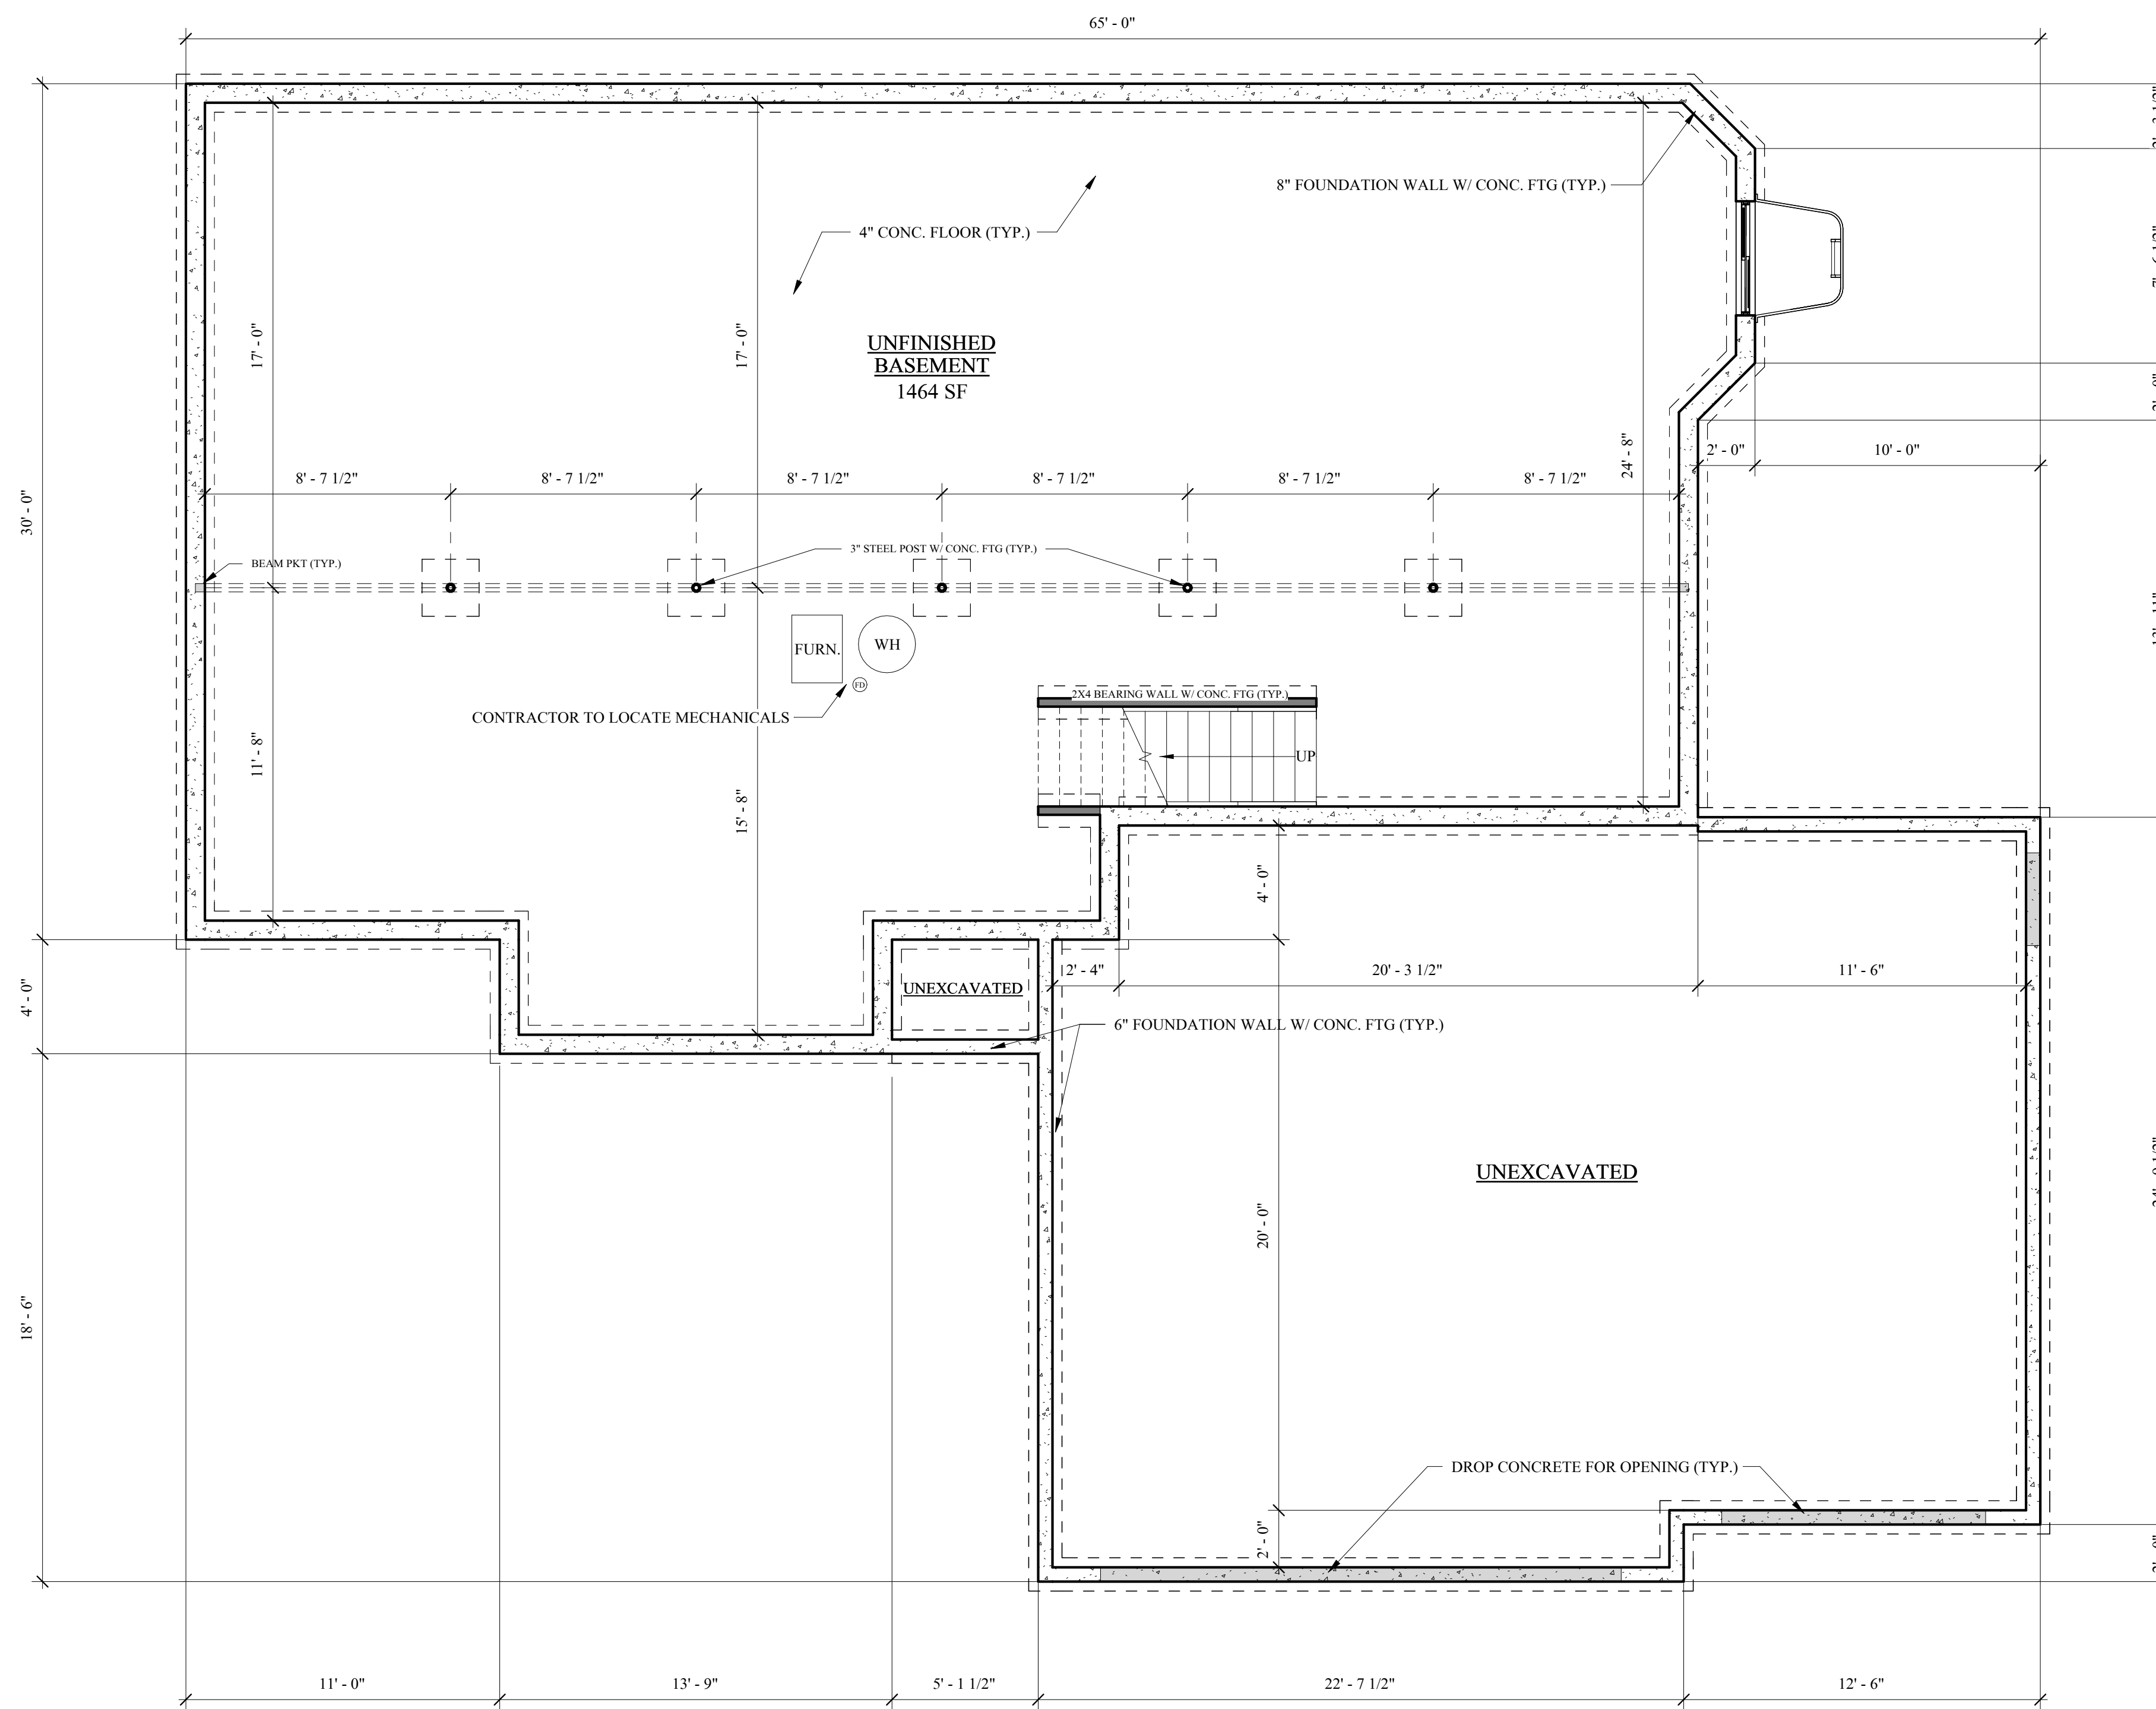 65' - 0"
8" FOUNDATION WALL W/ CONC. FTG (TYP.)
4" CONC. FLOOR (TYP.)
17' - 0"
17' - 0"
UNFINISHED
BASEMENT
1464 SF
24' - 8"
2' - 0"
10' - 0"
30' - 0"
8' - 7 1/2"
8' - 7 1/2"
8' - 7 1/2"
8' - 7 1/2"
8' - 7 1/2"
8' - 7 1/2"
BEAM PKT (TYP.)
3" STEEL POST W/ CONC. FTG (TYP.)
FURN.
WH
FD
CONTRACTOR TO LOCATE MECHANICALS
2X4 BEARING WALL W/ CONC. FTG (TYP.)
UP
11' - 8"
15' - 8"
4' - 0"
4' - 0"
2' - 4"
20' - 3 1/2"
11' - 6"
UNEXCAVATED
6" FOUNDATION WALL W/ CONC. FTG (TYP.)
UNEXCAVATED
20' - 0"
18' - 6"
DROP CONCRETE FOR OPENING (TYP.)
2' - 0"
11' - 0"
13' - 9"
5' - 1 1/2"
22' - 7 1/2"
12' - 6"